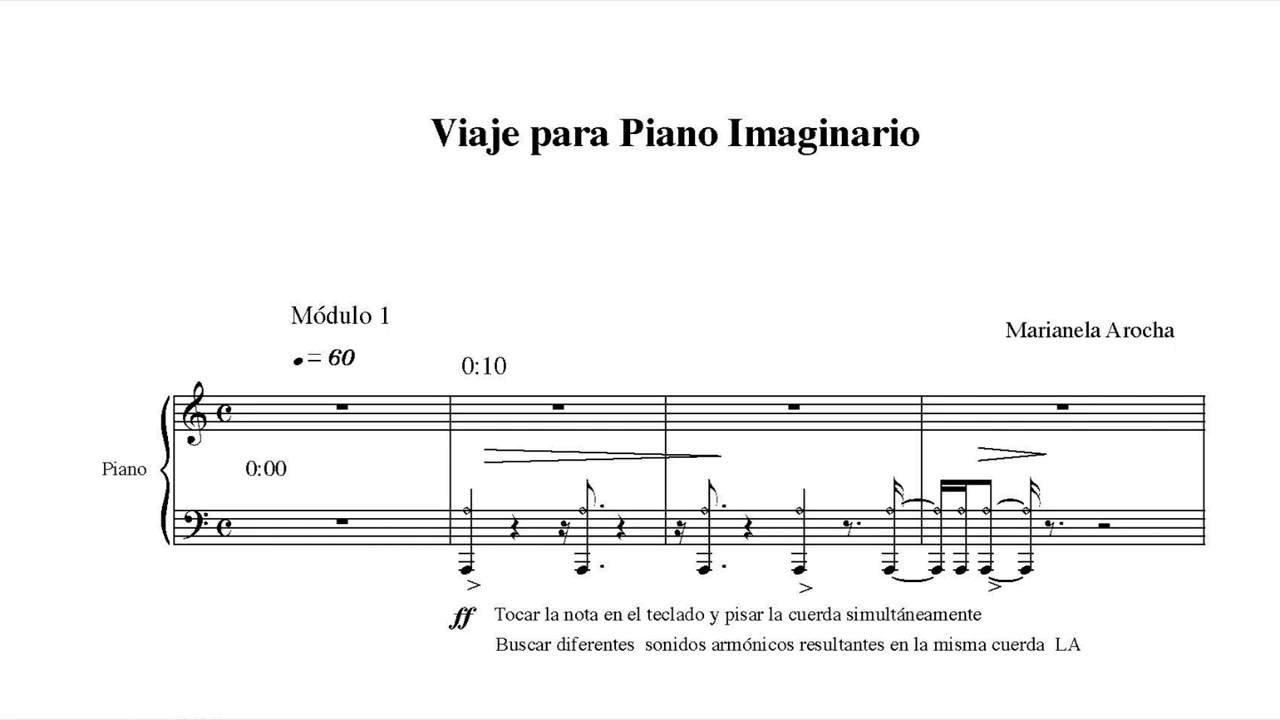 Viaje para Piano Imaginario
Módulo 1
Marianela Arocha
= 60
0:10
Piano
0:00
ff Tocar la nota en el teclado y pisar la cuerda simultáneamente
Buscar diferentes sonidos armónicos resultantes en la misma cuerda LA